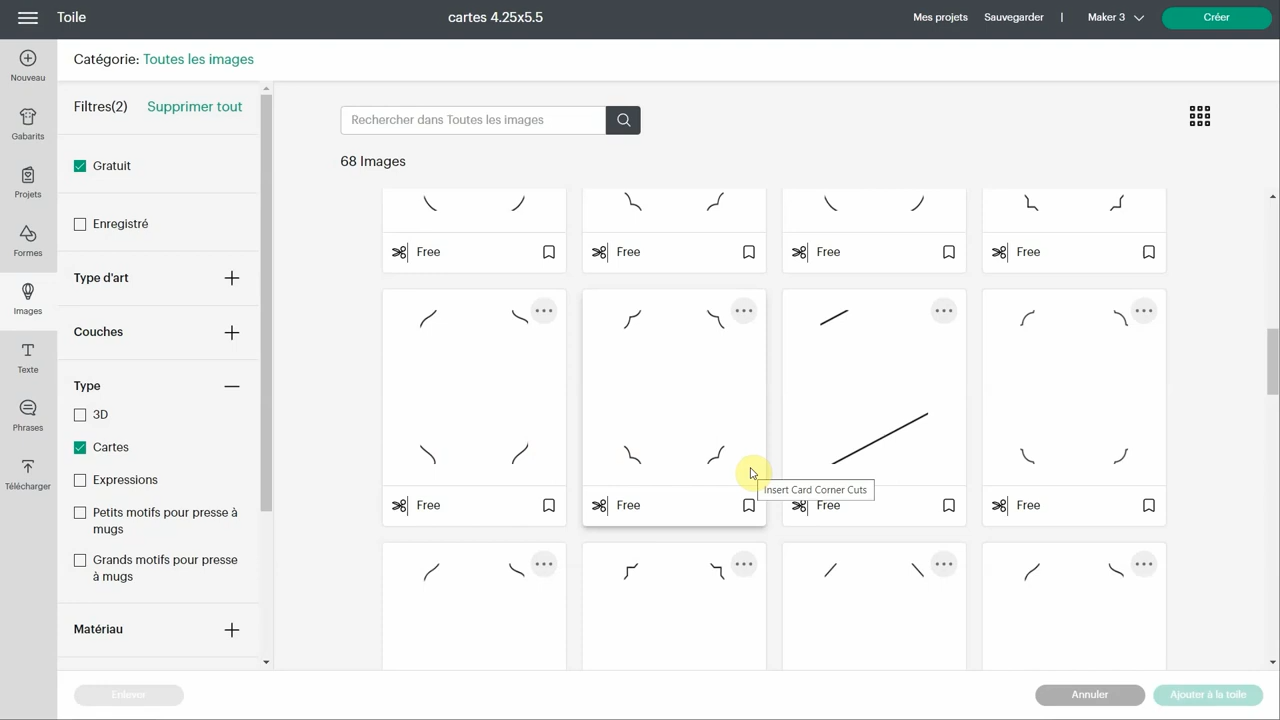 Toile
cartes 4.25x5.5
Mes projets
Sauvegarder
|
Maker 3
Créer
Nouveau
Gabarits
Projets
Formes
Images
Texte
Phrases
Télécharger
Catégorie: Toutes les images
Filtres(2)
Supprimer tout
Gratuit
Enregistré
Type d'art
Couches
Type
3D
Cartes
Expressions
Petits motifs pour presse à
mugs
Grands motifs pour presse
à mugs
Matériau
Rechercher dans Toutes les images
68 Images
Free
Free
Free
Free
Insert Card Corner Cuts
Free
Free
Free
Free
Enlever
Annuler
Ajouter à la toile